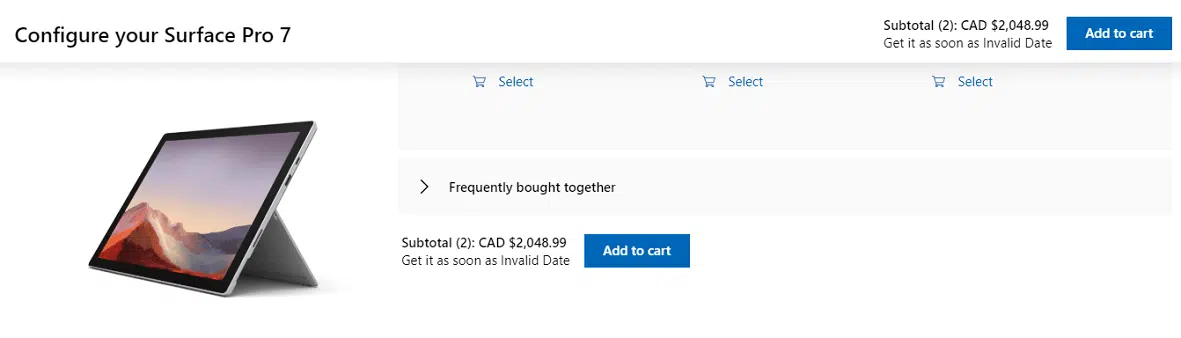 Configure your Surface Pro 7
Subtotal (2): CAD $2,048.99
Get it as soon as Invalid Date
Add to cart
Select
Select
Select
Frequently bought together
Subtotal (2): CAD $2,048.99
Get it as soon as Invalid Date
Add to cart